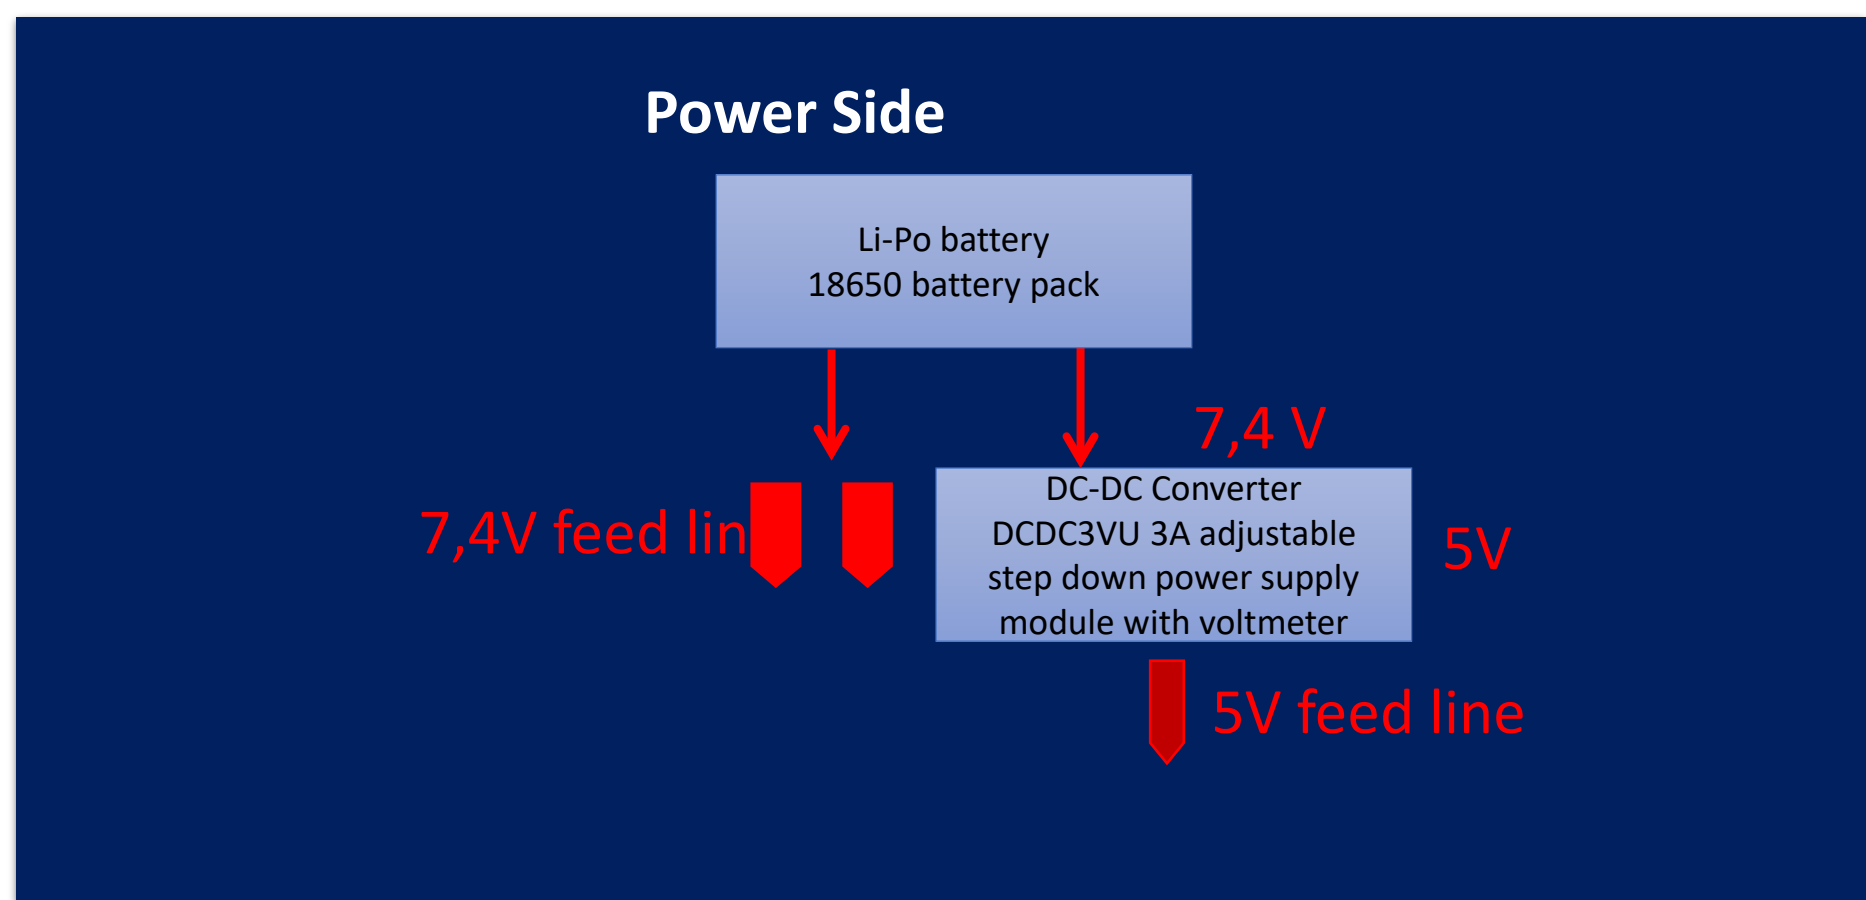 Power Side
Li-Po battery
18650 battery pack
7,4 V
7,4V feed lin
DC-DC Converter
DCDC3VU 3A adjustable
step down power supply
module with voltmeter
5V
5V feed line